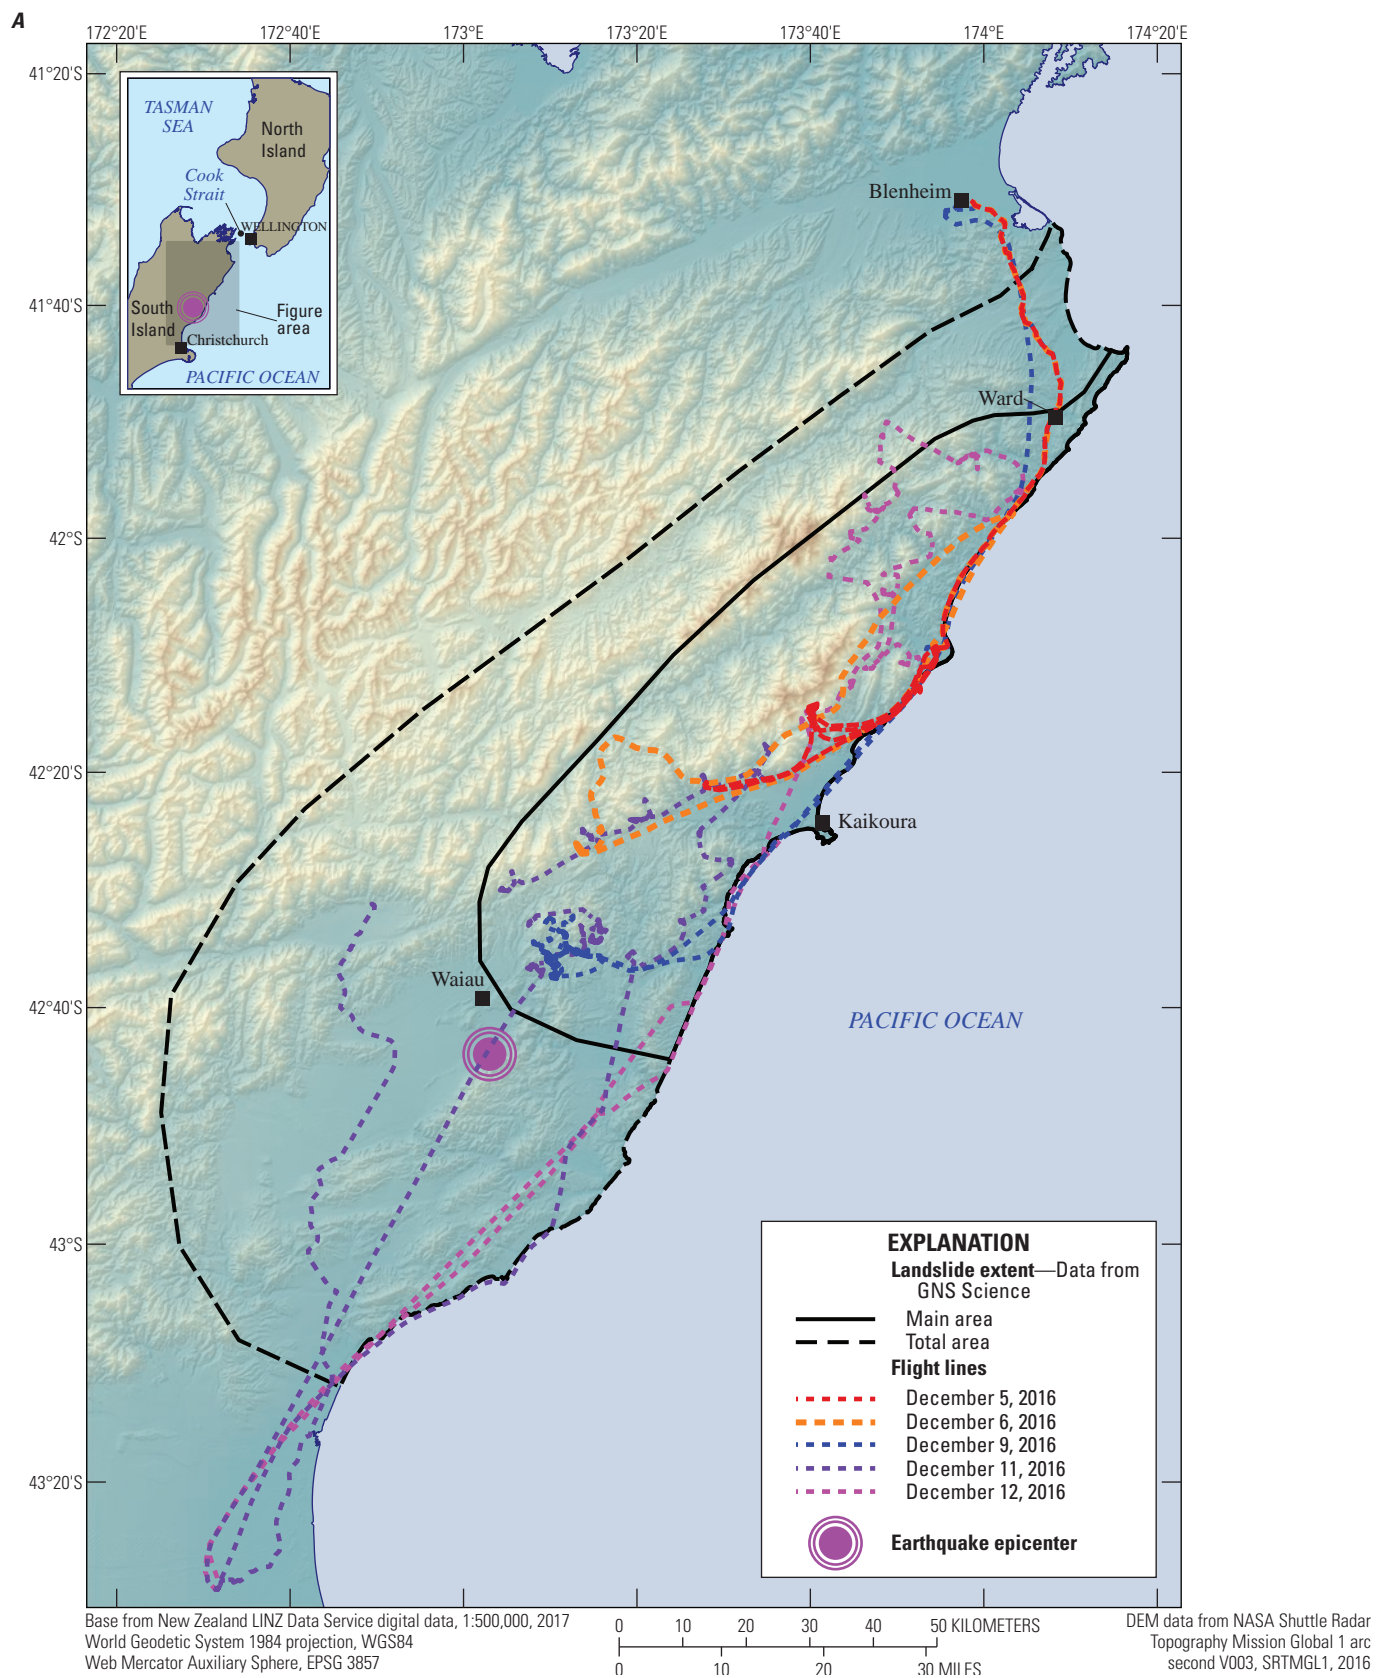 A
172°20'E 172°40'E 173°E 173°20'E 173°40'E 174°E 174°20'E
41°20'S
41°40'S
42°S
42°20'S
42°40'S
43°S
43°20'S
TASMAN
SEA
North
Island
Cook
Strait
WELLINGTON
South
Island
Figure
area
Christchurch
PACIFIC OCEAN
Blenheim
Ward
Kaikoura
Waiau
PACIFIC OCEAN
EXPLANATION
Landslide extent—Data from
GNS Science
Main area
Total area
Flight lines
December 5, 2016
December 6, 2016
December 9, 2016
December 11, 2016
December 12, 2016
Earthquake epicenter
Base from New Zealand LINZ Data Service digital data, 1:500,000, 2017
World Geodetic System 1984 projection, WGS84
Web Mercator Auxiliary Sphere, EPSG 3857
0 10 20 30 40 50 KILOMETERS
0 10 20 30 MILES
DEM data from NASA Shuttle Radar
Topography Mission Global 1 arc
second V003, SRTMGL1, 2016